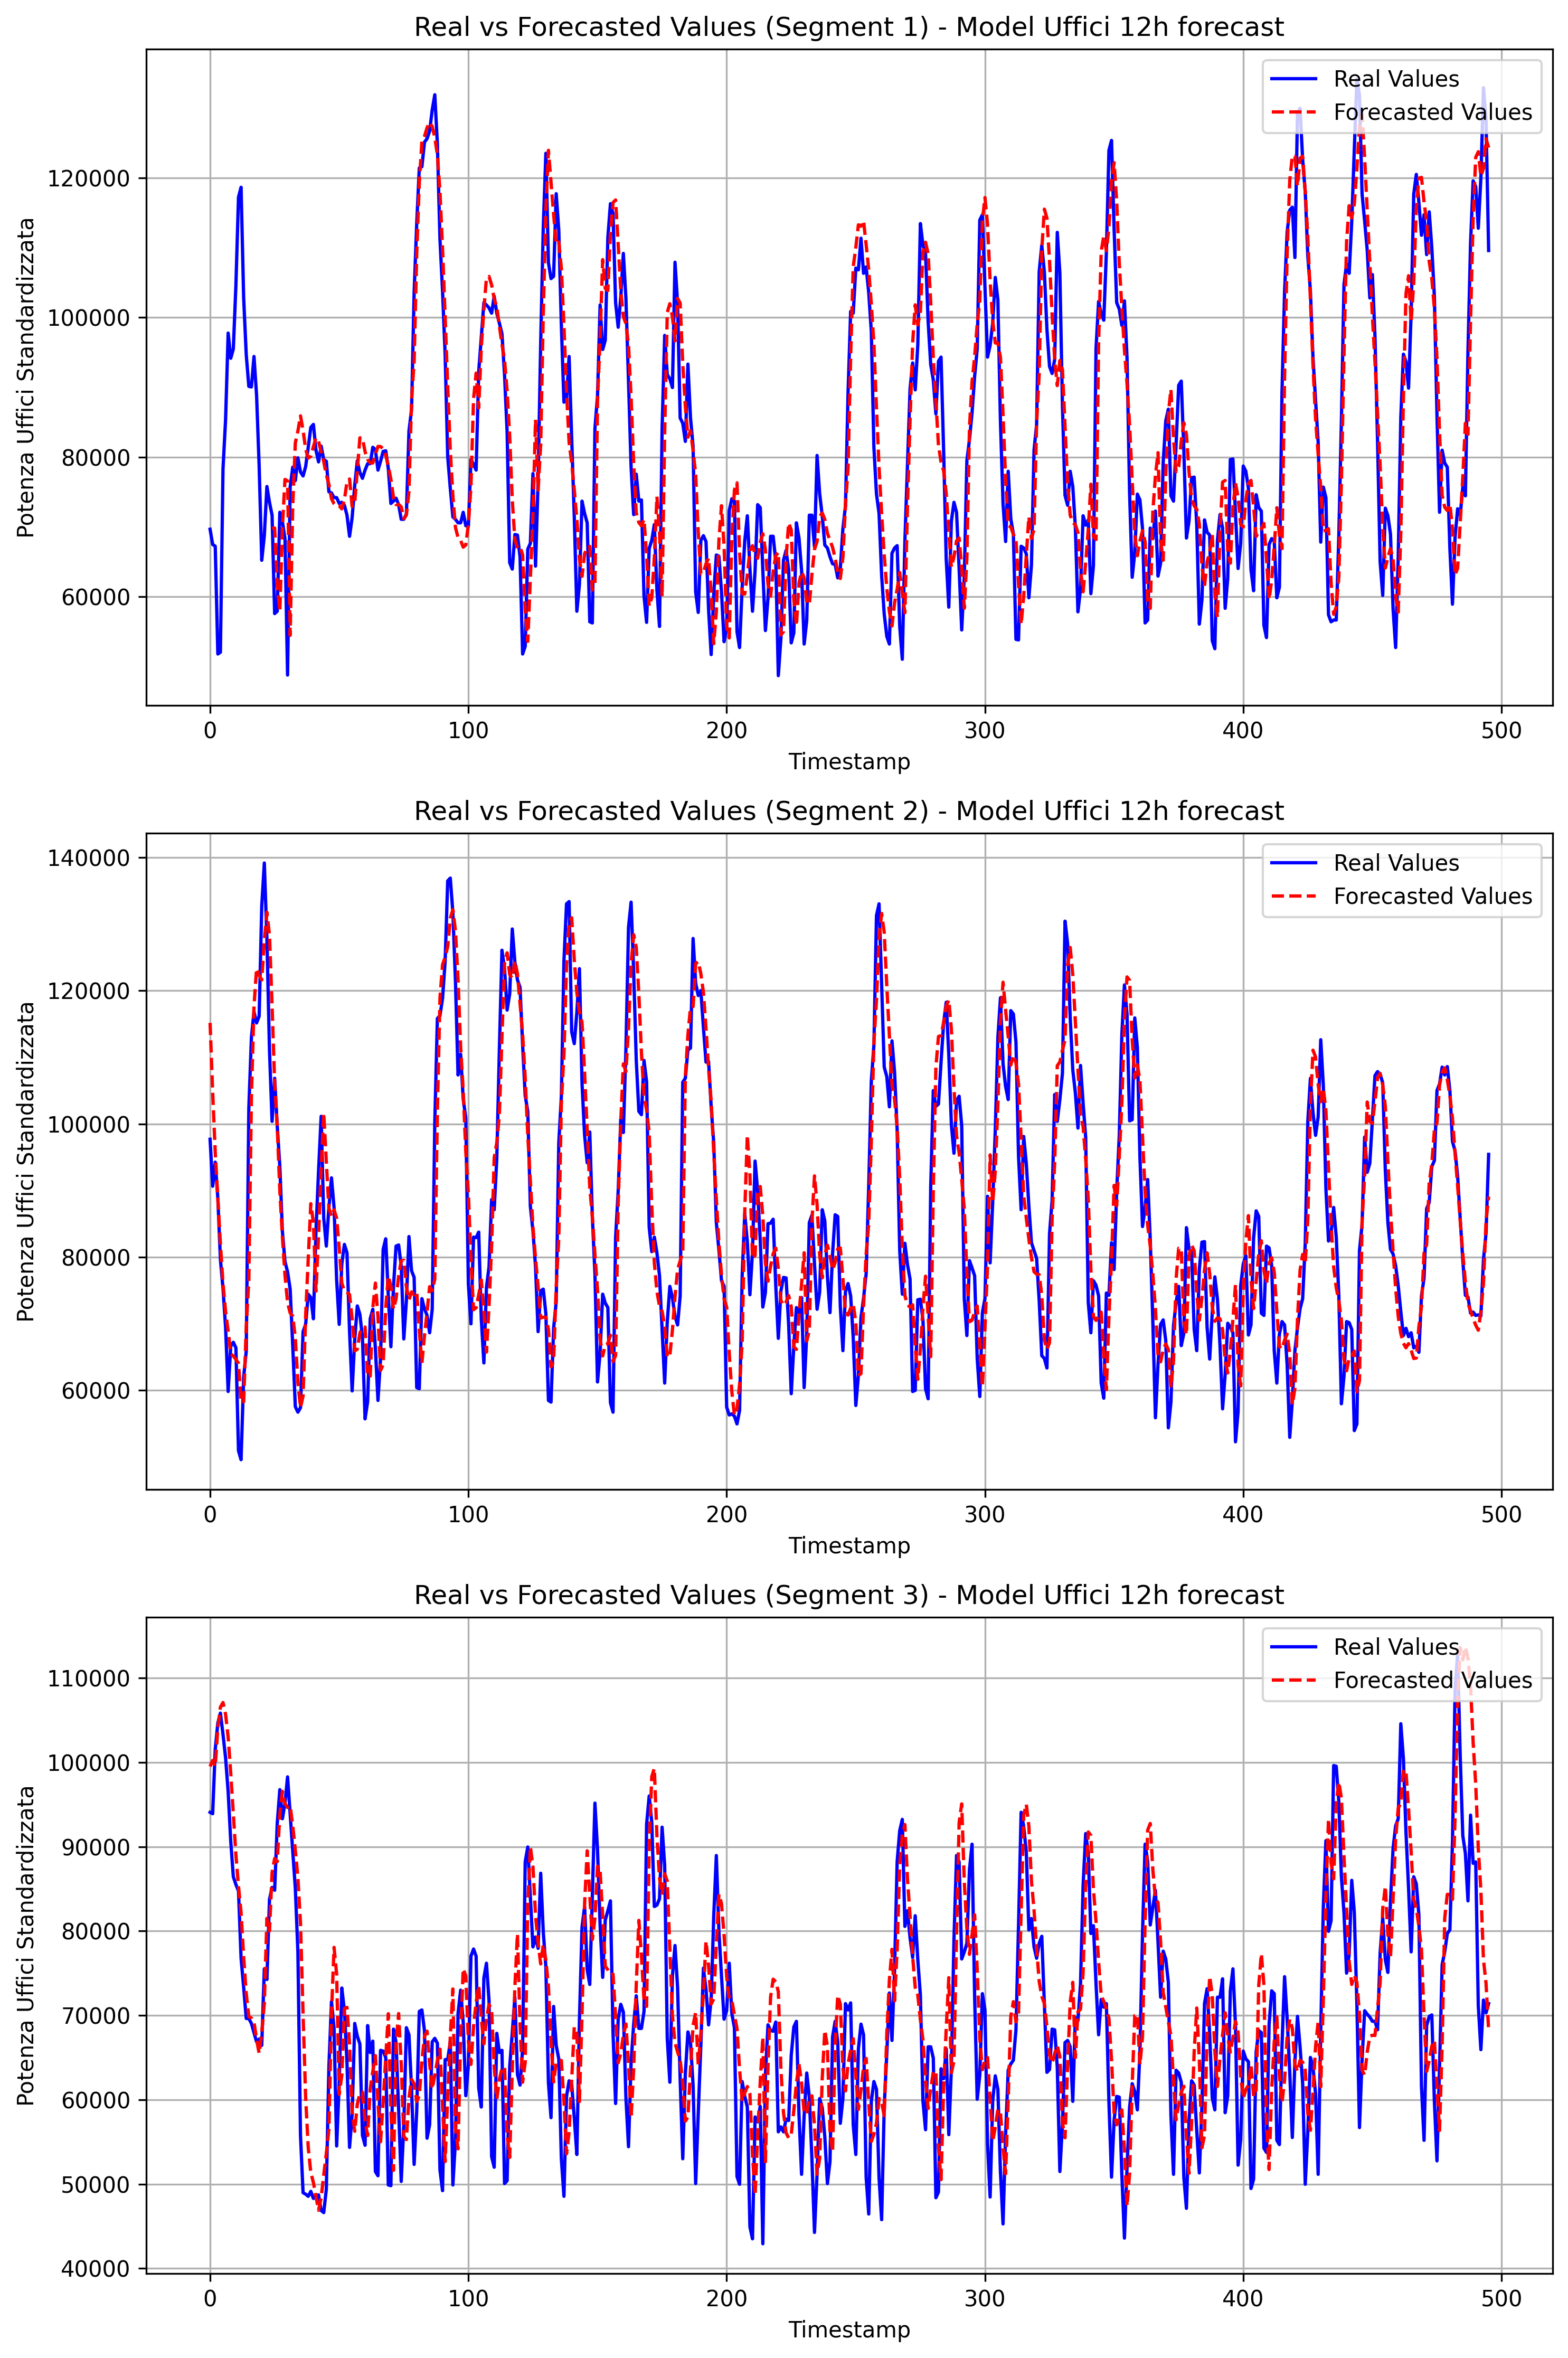 Real vs Forecasted Values (Segment 1) - Model Uffici 12h forecast
Real Values
Forecasted Values
120000
100000
80000
60000
Potenza Uffici Standardizzata
0 100 200 300 400 500
Timestamp
Real vs Forecasted Values (Segment 2) - Model Uffici 12h forecast
Real Values
Forecasted Values
140000
120000
100000
80000
60000
Potenza Uffici Standardizzata
0 100 200 300 400 500
Timestamp
Real vs Forecasted Values (Segment 3) - Model Uffici 12h forecast
Real Values
Forecasted Values
110000
100000
90000
80000
70000
60000
50000
40000
Potenza Uffici Standardizzata
0 100 200 300 400 500
Timestamp